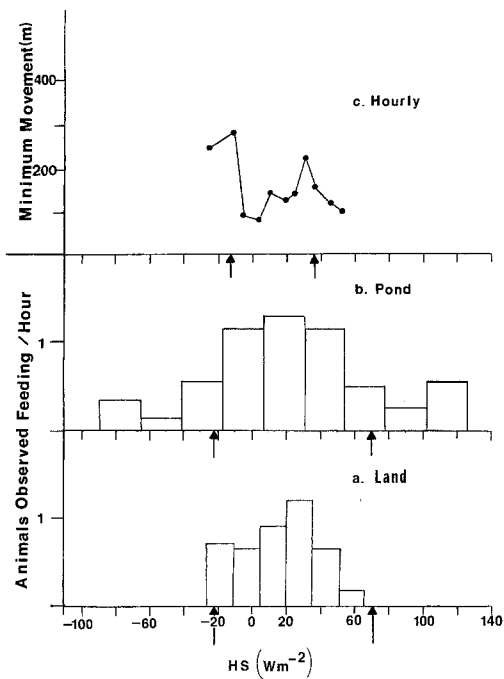 Minimum Movement(m)
400
200
c. Hourly
Animals Observed Feeding / Hour
b. Pond
1
a. Land
1
-100 -60 -20 0 20 60 100 140
HS (Wm-2)